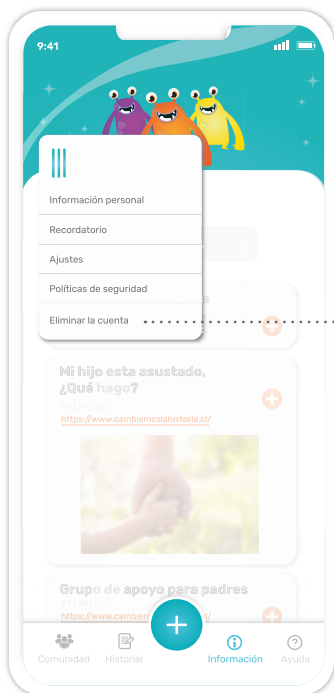 9:41
Información personal
Recordatorio
Ajustes
Políticas de seguridad
Eliminar la cuenta
Mi hijo esta asustado,
¿Qué hago?
https://www.cambiemoslahistoria.cl/
Grupo de apoyo para padres
Comunidad
Historial
Información
Ayuda